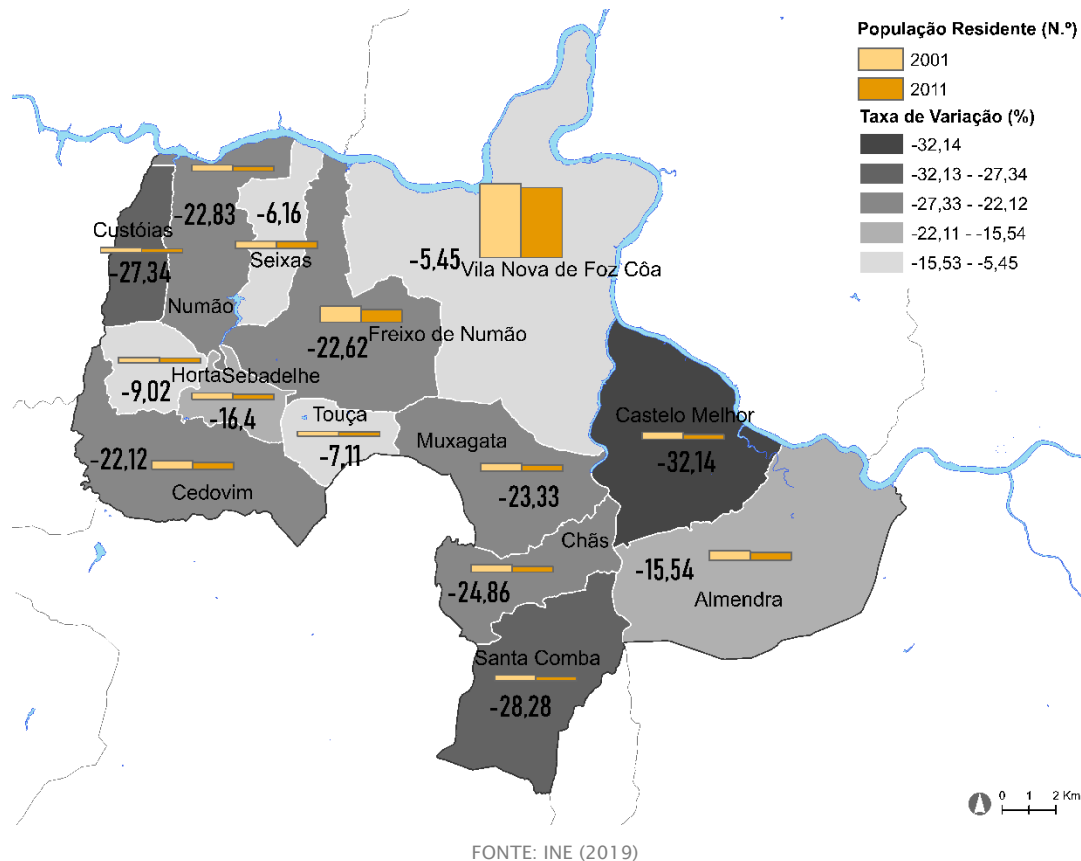 População Residente (N.º)
2001
2011
Taxa de Variação (%)
-32,14
-32,13 - -27,34
-27,33 - -22,12
-22,11 - -15,54
-15,53 - -5,45
-22,83
-6,16
Custóias
-27,34
Seixas
-5,45
Vila Nova de Foz Côa
Numão
Freixo de Numão
-22,62
Horta
Sebadelhe
-9,02
-16,4
Touça
-7,11
Castelo Melhor
-32,14
Muxagata
-23,33
-22,12
Cedovim
Chãs
-24,86
-15,54
Almendra
Santa Comba
-28,28
0 1 2 Km
FONTE: INE (2019)